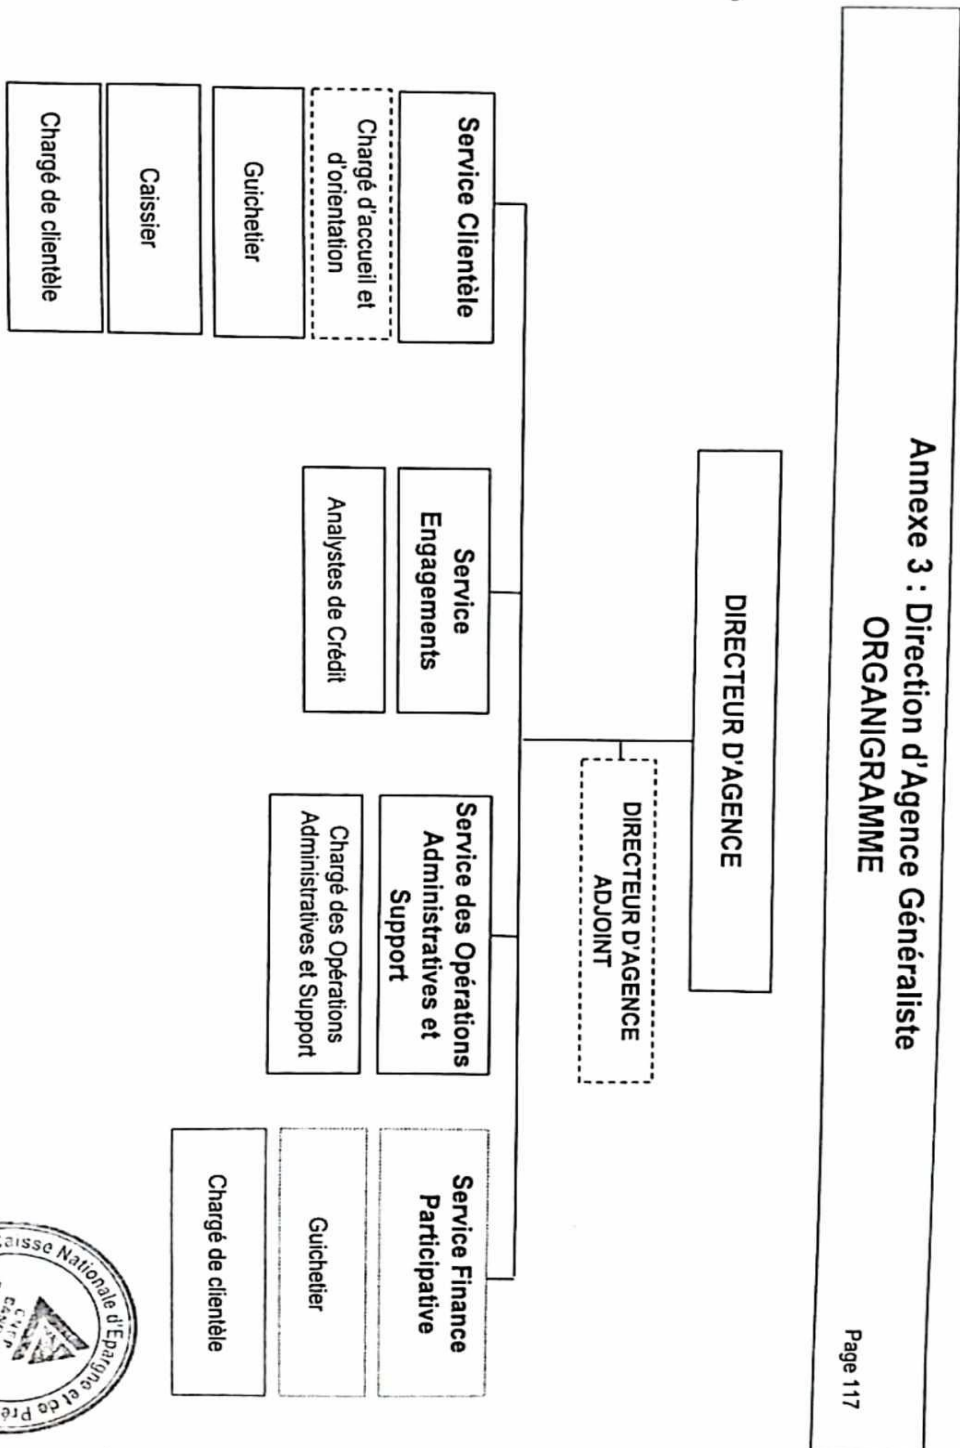 Annexe 3 : Direction d'Agence Généraliste
ORGANIGRAMME
Page 117
DIRECTEUR D'AGENCE
DIRECTEUR D'AGENCE
ADJOINT
Service Clientèle
Chargé d'accueil et
d'orientation
Guichetier
Caissier
Chargé de clientèle
Service
Engagements
Analystes de Crédit
Service des Opérations
Administratives et
Support
Chargé des Opérations
Administratives et Support
Service Finance
Participative
Guichetier
Chargé de clientèle
Nationale d'Epargne et de
CNEP